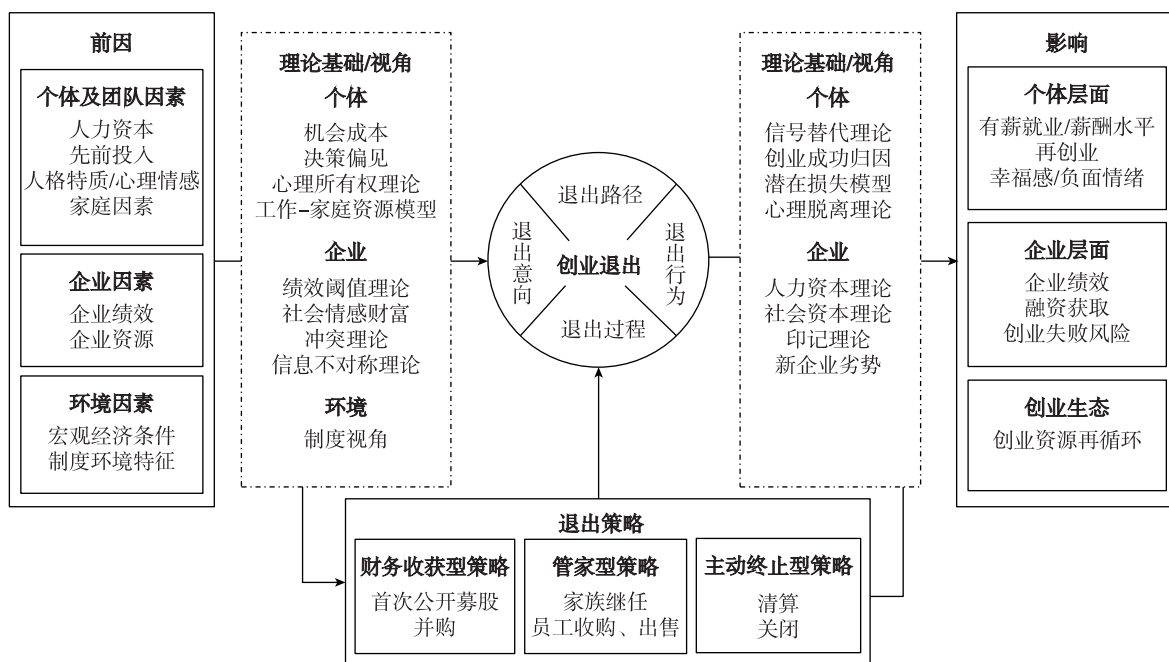 前因
个体及团队因素
人力资本
先前投入
人格特质/心理情感
家庭因素
企业因素
企业绩效
企业资源
环境因素
宏观经济条件
制度环境特征
理论基础/视角
个体
机会成本
决策偏见
心理所有权理论
工作–家庭资源模型
企业
绩效阈值理论
社会情感财富
冲突理论
信息不对称理论
环境
制度视角
退出路径
退出意向
创业退出
退出行为
退出过程
理论基础/视角
个体
信号替代理论
创业成功归因
潜在损失模型
心理脱离理论
企业
人力资本理论
社会资本理论
印记理论
新企业劣势
影响
个体层面
有薪就业/薪酬水平
再创业
幸福感/负面情绪
企业层面
企业绩效
融资获取
创业失败风险
创业生态
创业资源再循环
退出策略
财务收获型策略
首次公开募股
并购
管家型策略
家族继任
员工收购、出售
主动终止型策略
清算
关闭